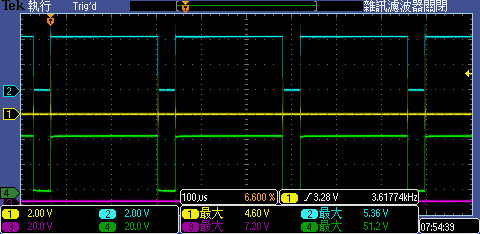 Tek 執行 Trig'd 雜訊濾波器關閉
T
T
2
1
4
3
100µs 6.600 % 1 3.28 V 3.61774kHz
1 2.00 V 2 2.00 V 1 最大 4.60 V 2 最大 5.36 V
3 20.0 V 4 20.0 V 3 最大 7.20 V 4 最大 51.2 V
07:54:39